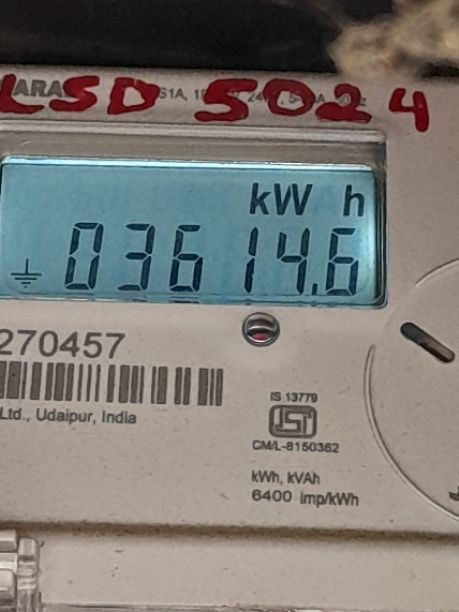 LSD 5024
kW h
03614.6
270457
Ltd., Udaipur, India
IS 13779
CM/L-8150362
kWh, kVAh
6400 imp/kWh